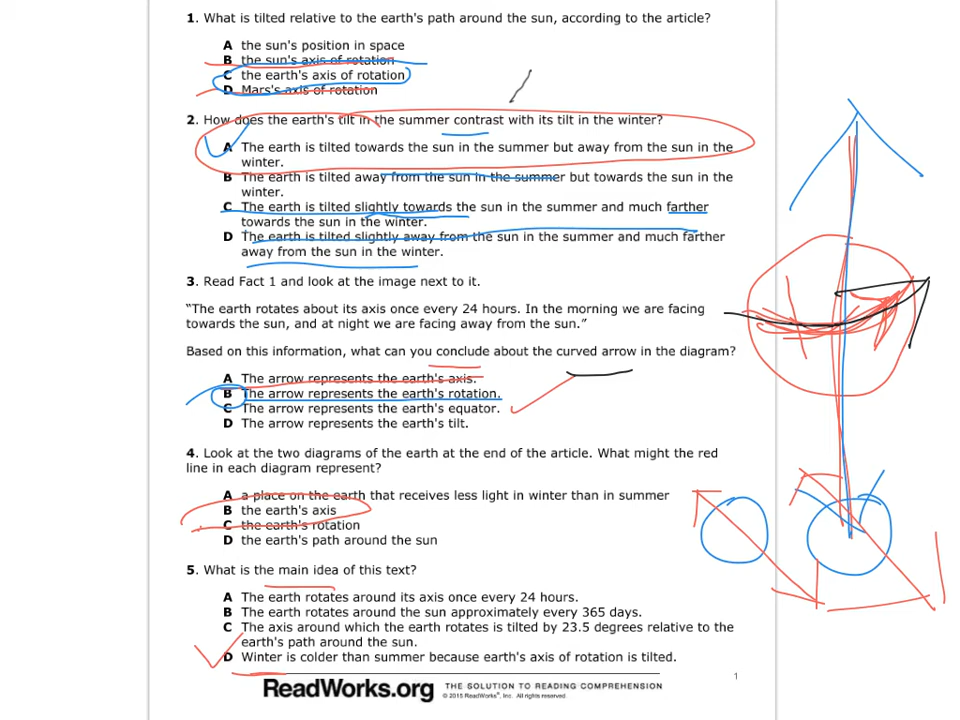 1. What is tilted relative to the earth's path around the sun, according to the article?
A the sun's position in space
B the sun's axis of rotation
C the earth's axis of rotation
D Mars's axis of rotation
2. How does the earth's tilt in the summer contrast with its tilt in the winter?
A The earth is tilted towards the sun in the summer but away from the sun in the
winter.
B The earth is tilted away from the sun in the summer but towards the sun in the
winter.
C The earth is tilted slightly towards the sun in the summer and much farther
towards the sun in the winter.
D The earth is tilted slightly away from the sun in the summer and much farther
away from the sun in the winter.
3. Read Fact 1 and look at the image next to it.
“The earth rotates about its axis once every 24 hours. In the morning we are facing
towards the sun, and at night we are facing away from the sun.”
Based on this information, what can you conclude about the curved arrow in the diagram?
A The arrow represents the earth's axis.
B The arrow represents the earth's rotation.
C The arrow represents the earth's equator.
D The arrow represents the earth's tilt.
4. Look at the two diagrams of the earth at the end of the article. What might the red
line in each diagram represent?
A a place on the earth that receives less light in winter than in summer
B the earth's axis
C the earth's rotation
D the earth's path around the sun
5. What is the main idea of this text?
A The earth rotates around its axis once every 24 hours.
B The earth rotates around the sun approximately every 365 days.
C The axis around which the earth rotates is tilted by 23.5 degrees relative to the
earth's path around the sun.
D Winter is colder than summer because earth's axis of rotation is tilted.
1
ReadWorks.org THE SOLUTION TO READING COMPREHENSION
© 2015 ReadWorks®, Inc. All rights reserved.